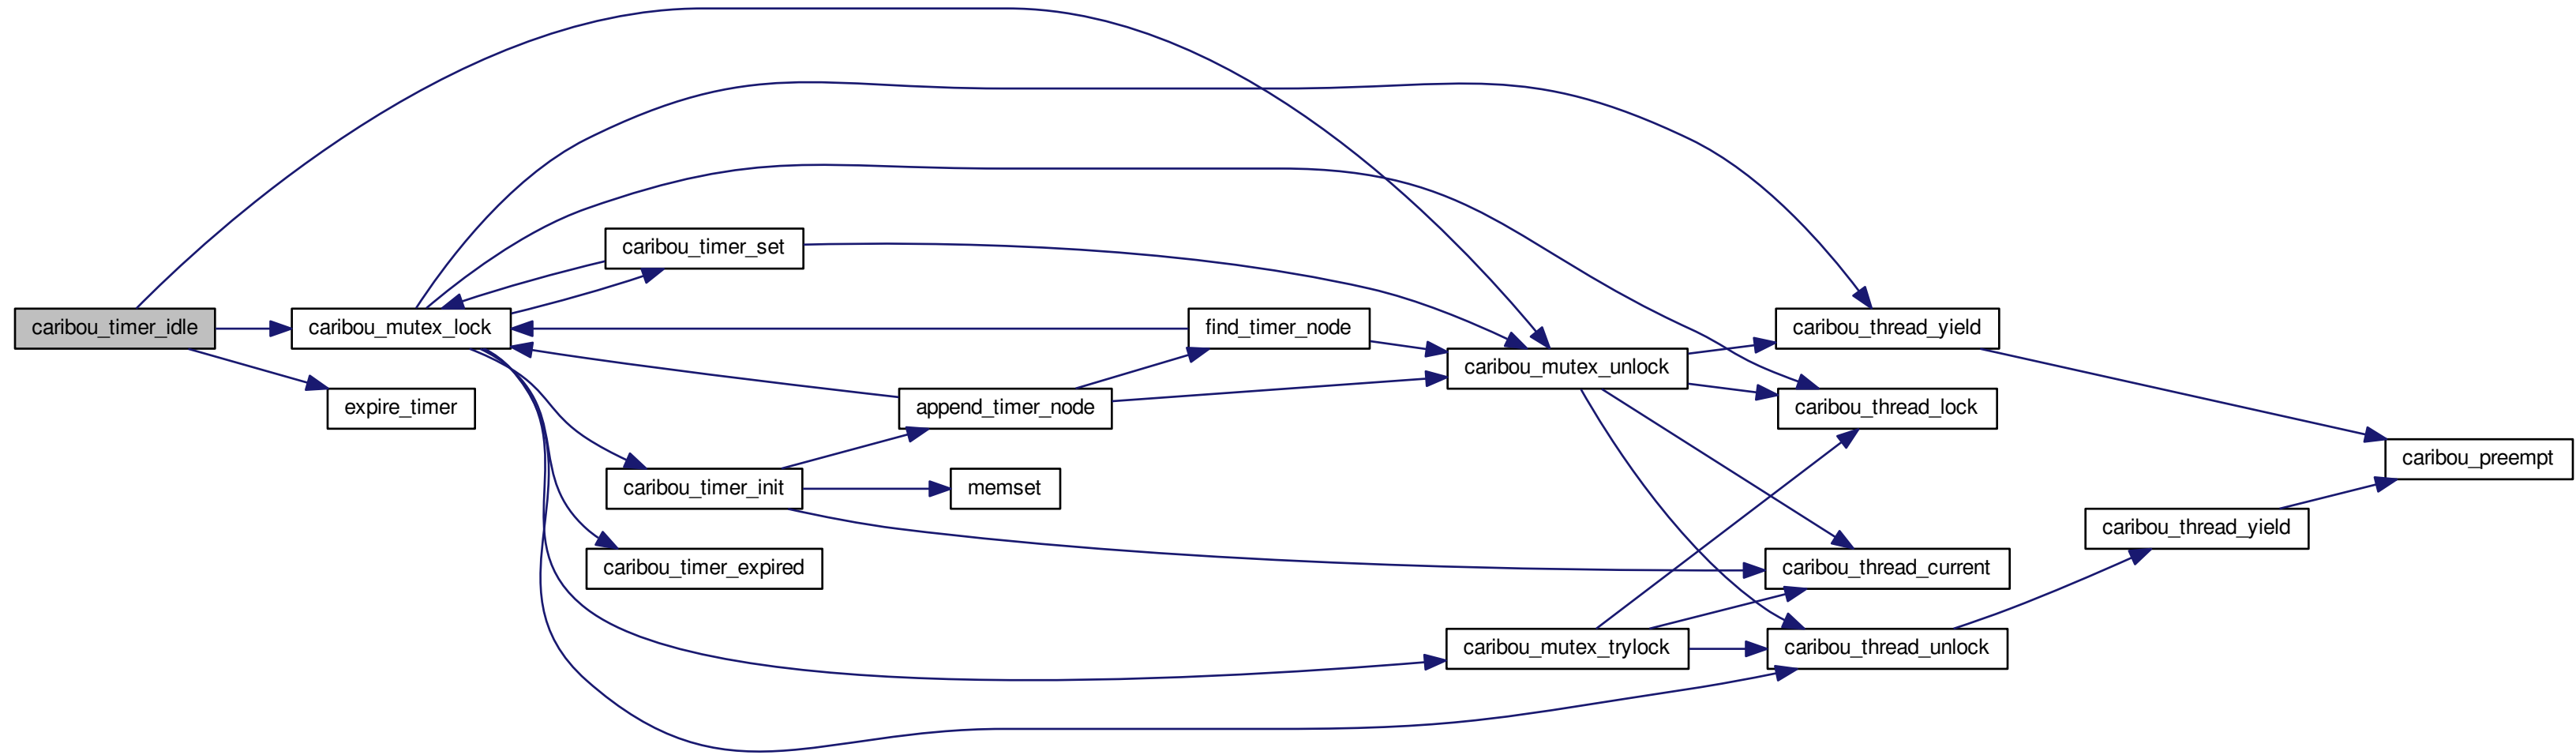 caribou_timer_idle
caribou_mutex_lock
expire_timer
caribou_timer_set
caribou_timer_init
caribou_timer_expired
append_timer_node
memset
find_timer_node
caribou_mutex_unlock
caribou_mutex_trylock
caribou_thread_yield
caribou_thread_lock
caribou_thread_current
caribou_thread_unlock
caribou_thread_yield
caribou_preempt